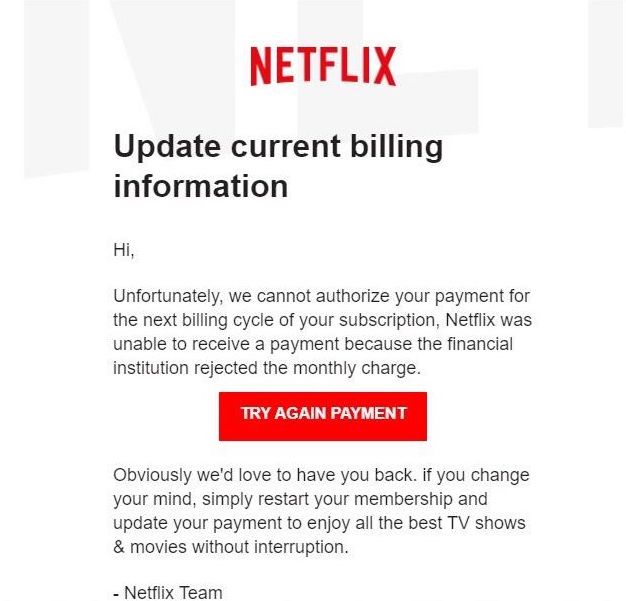 NETFLIX
Update current billing
information
Hi,
Unfortunately, we cannot authorize your payment for
the next billing cycle of your subscription, Netflix was
unable to receive a payment because the financial
institution rejected the monthly charge.
TRY AGAIN PAYMENT
Obviously we'd love to have you back. if you change
your mind, simply restart your membership and
update your payment to enjoy all the best TV shows
& movies without interruption.
- Netflix Team